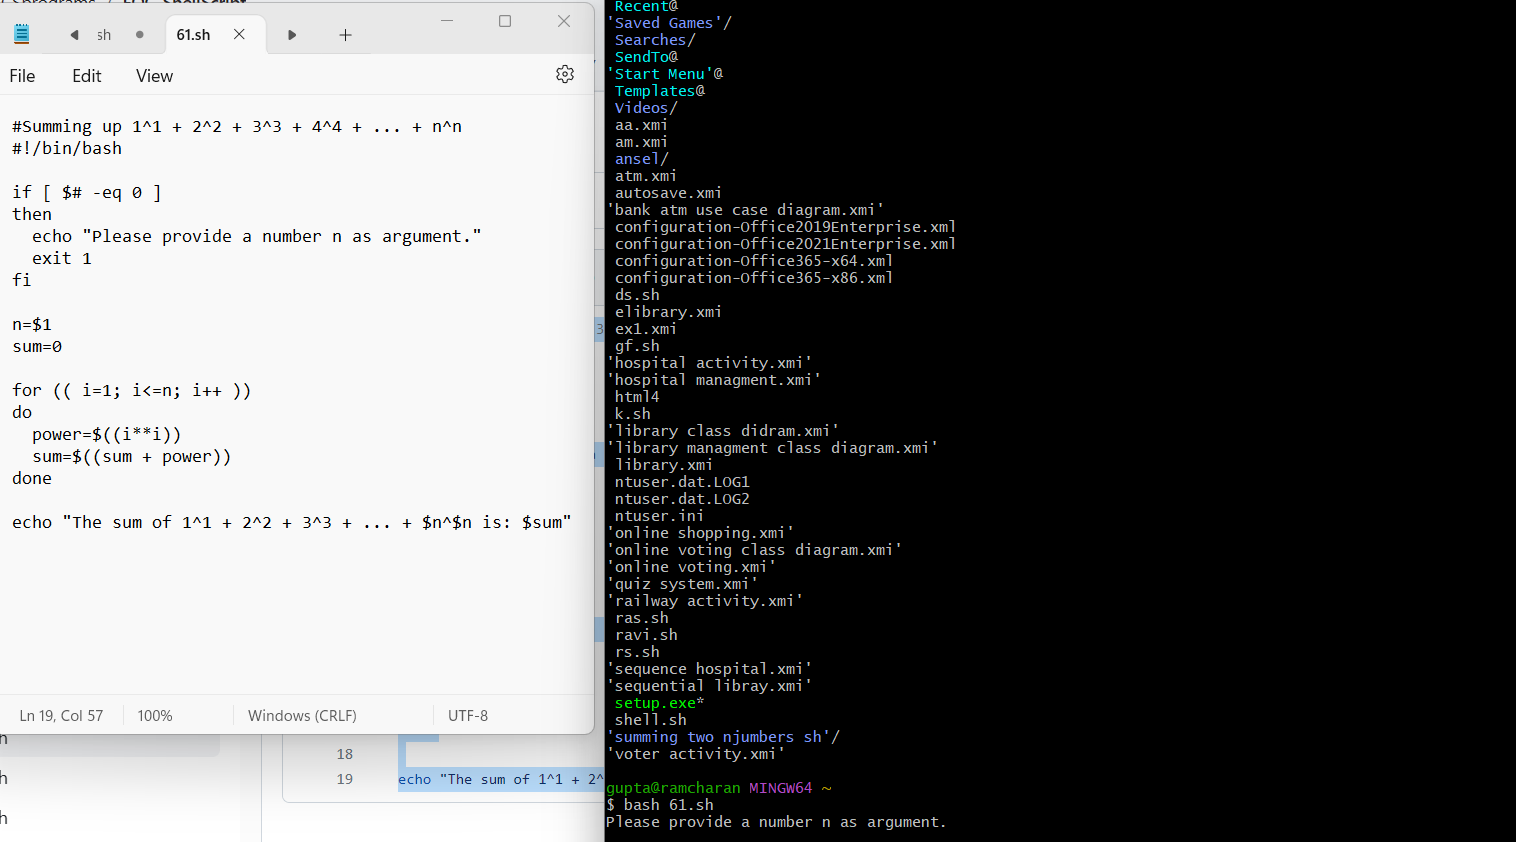 sh
61.sh
File
Edit
View
#Summing up 1^1 + 2^2 + 3^3 + 4^4 + ... + n^n
#!/bin/bash
if [ $# -eq 0 ]
then
echo "Please provide a number n as argument."
exit 1
fi
n=$1
sum=0
for (( i=1; i<=n; i++ ))
do
power=$((i**i))
sum=$((sum + power))
done
echo "The sum of 1^1 + 2^2 + 3^3 + ... + $n^$n is: $sum"
Ln 19, Col 57
100%
Windows (CRLF)
UTF-8
18
19 echo "The sum of 1^1 + 2^
Recent@
'Saved Games'/
Searches/
SendTo@
'Start Menu'@
Templates@
Videos/
aa.xmi
am.xmi
ansel/
atm.xmi
autosave.xmi
'bank atm use case diagram.xmi'
configuration-Office2019Enterprise.xml
configuration-Office2021Enterprise.xml
configuration-Office365-x64.xml
configuration-Office365-x86.xml
ds.sh
elibrary.xmi
ex1.xmi
gf.sh
'hospital activity.xmi'
'hospital managment.xmi'
html4
k.sh
'library class didram.xmi'
'library managment class diagram.xmi'
library.xmi
ntuser.dat.LOG1
ntuser.dat.LOG2
ntuser.ini
'online shopping.xmi'
'online voting class diagram.xmi'
'online voting.xmi'
'quiz system.xmi'
'railway activity.xmi'
ras.sh
ravi.sh
rs.sh
'sequence hospital.xmi'
'sequential libray.xmi'
setup.exe*
shell.sh
'summing two njumbers sh'/
'voter activity.xmi'
gupta@ramcharan MINGW64 ~
$ bash 61.sh
Please provide a number n as argument.